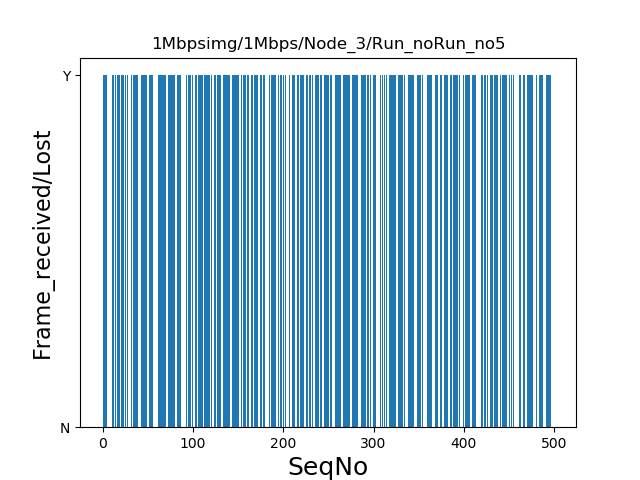 1Mbpsimg/1Mbps/Node_3/Run_noRun_no5
Y
Frame_received/Lost
N
0 100 200 300 400 500
SeqNo